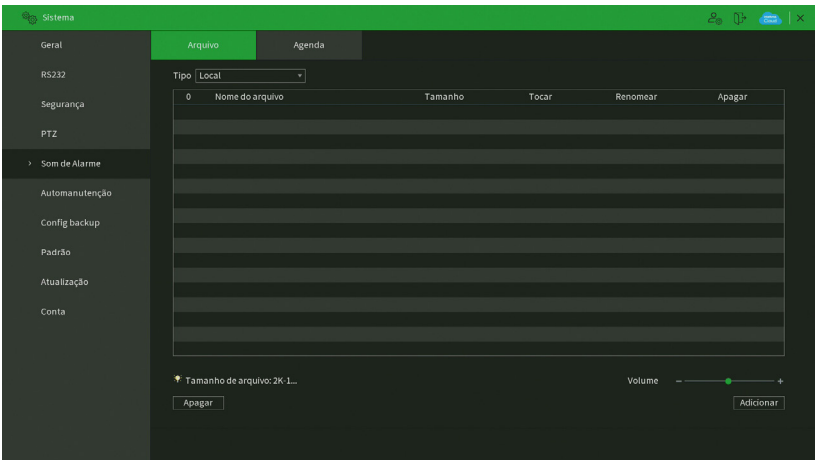 Sistema
Geral
RS232
Segurança
PTZ
Som de Alarme
Automanutenção
Config backup
Padrão
Atualização
Conta
Arquivo Agenda
Tipo Local
0 Nome do arquivo Tamanho Tocar Renomear Apagar
Tamanho de arquivo: 2K-1...
Volume
Apagar Adicionar